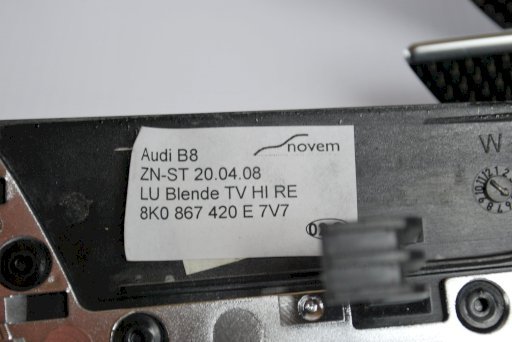 novem
Audi B8
ZN-ST 20.04.08
LU Blende TV HI RE
8K0 867 420 E 7V7
W